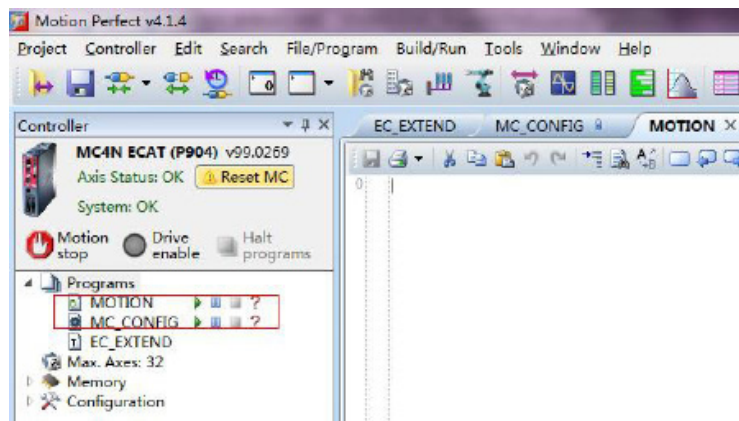 Motion Perfect v4.1.4
Project Controller Edit Search File/Program Build/Run Tools Window Help
Controller
EC_EXTEND MC_CONFIG MOTION
MC4N ECAT (P904) v99.0269
Axis Status: OK Reset MC
System: OK
0
Motion stop
Drive enable
Halt programs
Programs
MOTION ?
MC_CONFIG ?
EC_EXTEND
Max. Axes: 32
Memory
Configuration